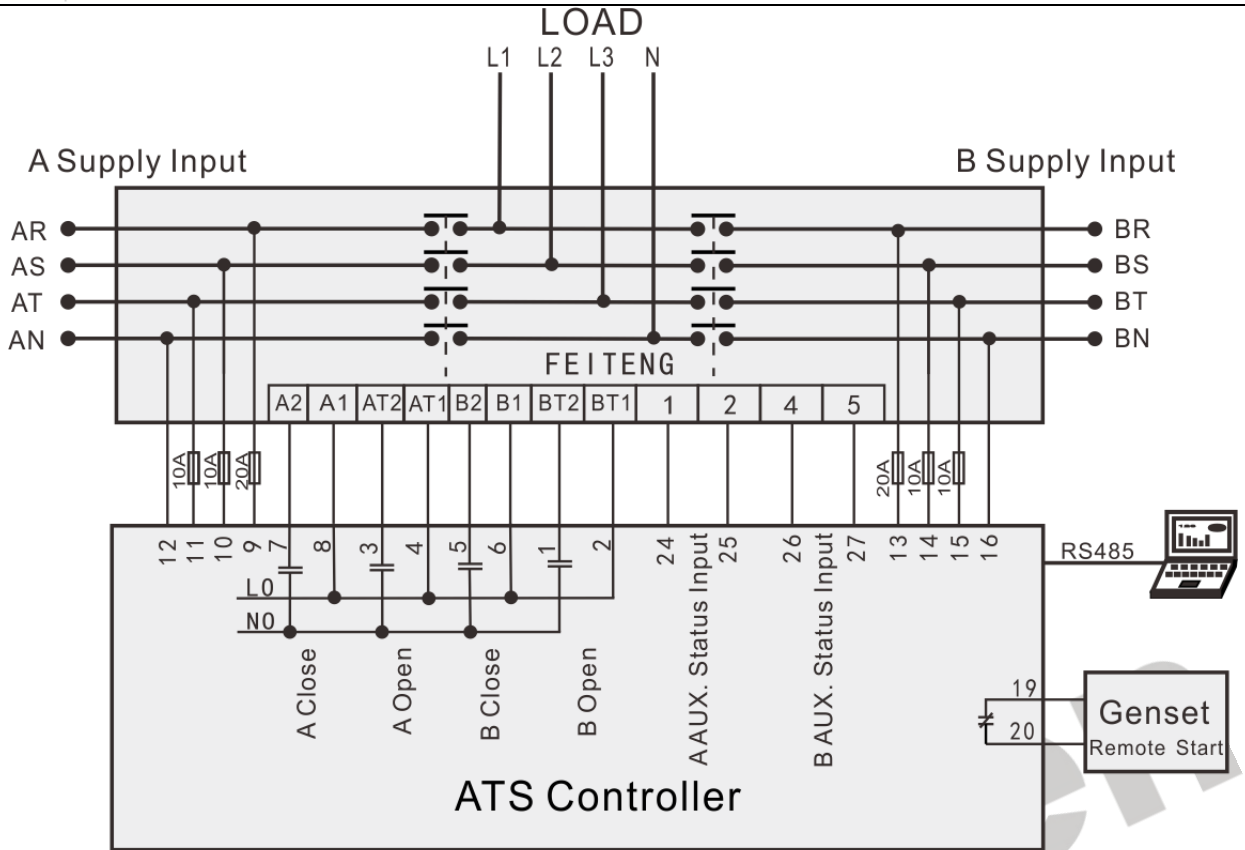 LOAD
L1 L2 L3 N
A Supply Input
B Supply Input
AR
BR
AS
BS
AT
BT
AN
BN
FEITENG
A2 A1 AT2 AT1 B2 B1 BT2 BT1 1 2 4 5
10A 10A 20A
20A 10A 10A
12 11 10 9 7 8 3 4 5 6 1 2 24 25 26 27 13 14 15 16
RS485
L0
N0
A Close
A Open
B Close
B Open
A AUX. Status Input
B AUX. Status Input
19
20
Genset
Remote Start
ATS Controller
en